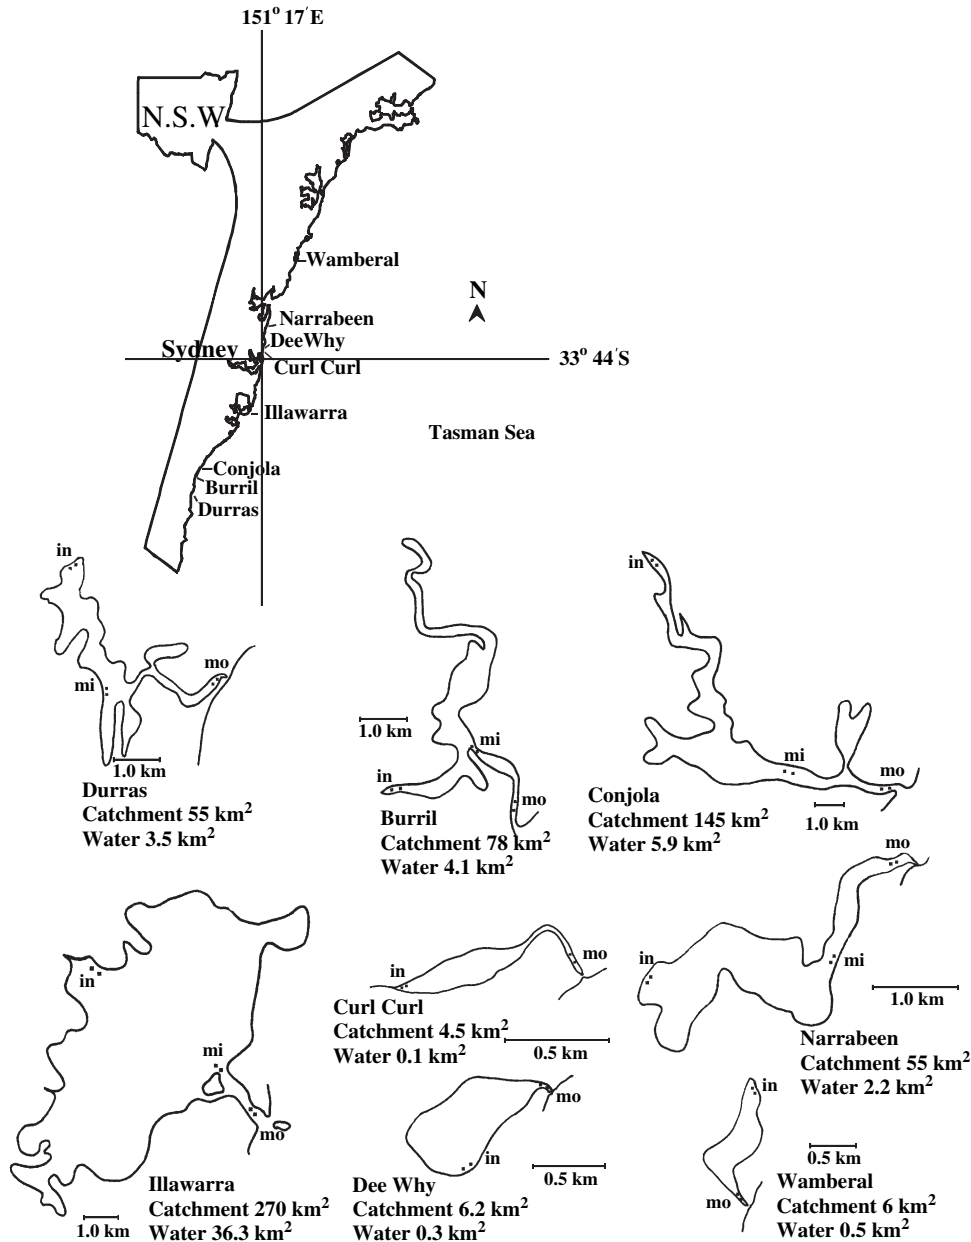 151° 17′E
N.S.W
Wamberal
N
Narrabeen
DeeWhy
Sydney
33° 44′S
Curl Curl
Illawarra
Tasman Sea
Conjola
Burril
Durras
in
mi
mo
1.0 km
Durras
Catchment 55 km²
Water 3.5 km²
1.0 km
mi
in
mo
Burril
Catchment 78 km²
Water 4.1 km²
in
mi
mo
Conjola
Catchment 145 km²
1.0 km
Water 5.9 km²
in
mi
mo
Illawarra
Catchment 270 km²
1.0 km
Water 36.3 km²
in
mo
Curl Curl
Catchment 4.5 km²
Water 0.1 km²
0.5 km
mo
in
mi
1.0 km
Narrabeen
Catchment 55 km²
Water 2.2 km²
mo
in
0.5 km
Dee Why
Catchment 6.2 km²
Water 0.3 km²
in
0.5 km
mo
Wamberal
Catchment 6 km²
Water 0.5 km²